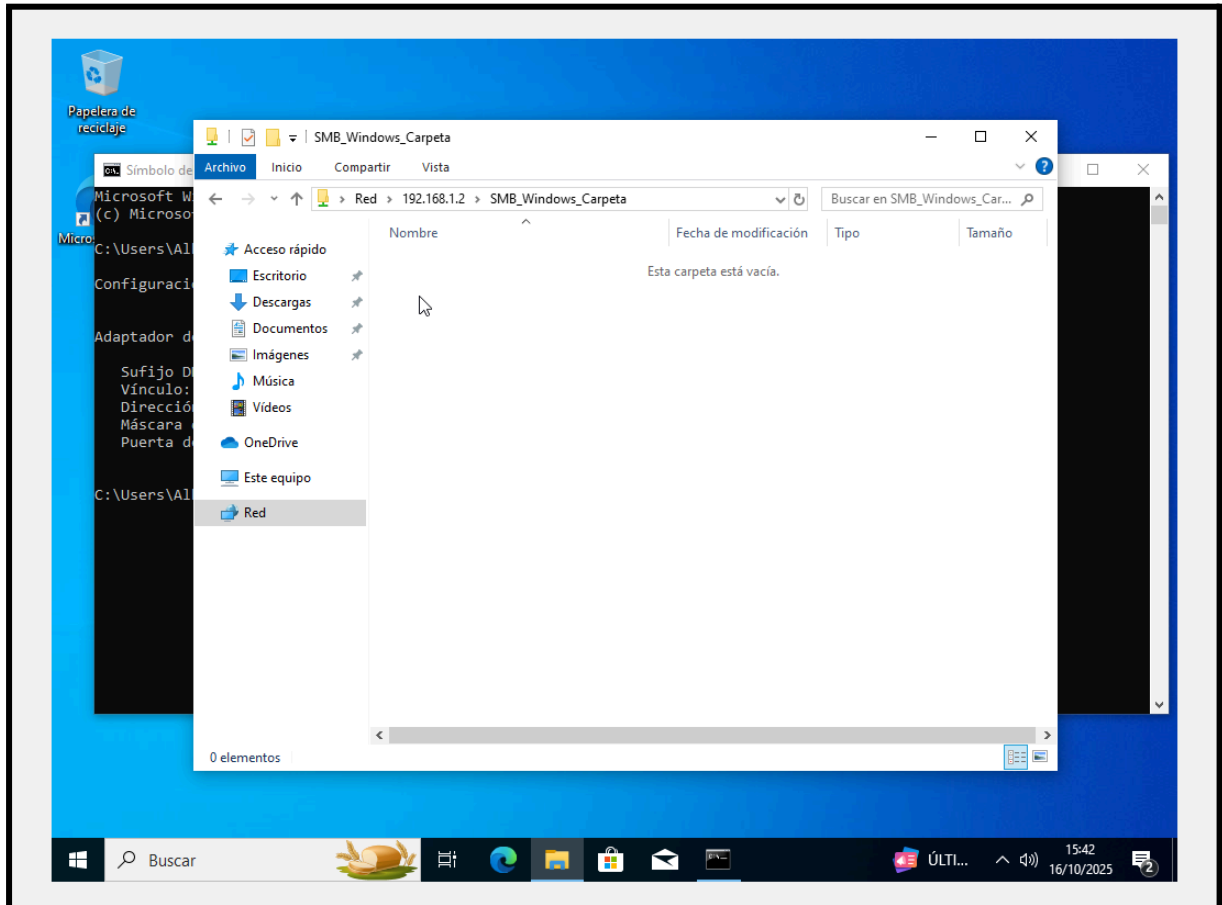 Papelera de
reciclaje
SMB_Windows_Carpeta
Archivo Inicio Compartir Vista
Red > 192.168.1.2 > SMB_Windows_Carpeta
Buscar en SMB_Windows_Car...
Nombre Fecha de modificación Tipo Tamaño
Esta carpeta está vacía.
Acceso rápido
Escritorio
Descargas
Documentos
Imágenes
Música
Vídeos
OneDrive
Este equipo
Red
0 elementos
Símbolo de
Microsoft W
(c) Microso
C:\Users\Al
Configuraci
Adaptador d
Sufijo D
Vínculo:
Direcció
Máscara
Puerta d
C:\Users\Al
Micro
Buscar
ÚLTI...
15:42
16/10/2025
2